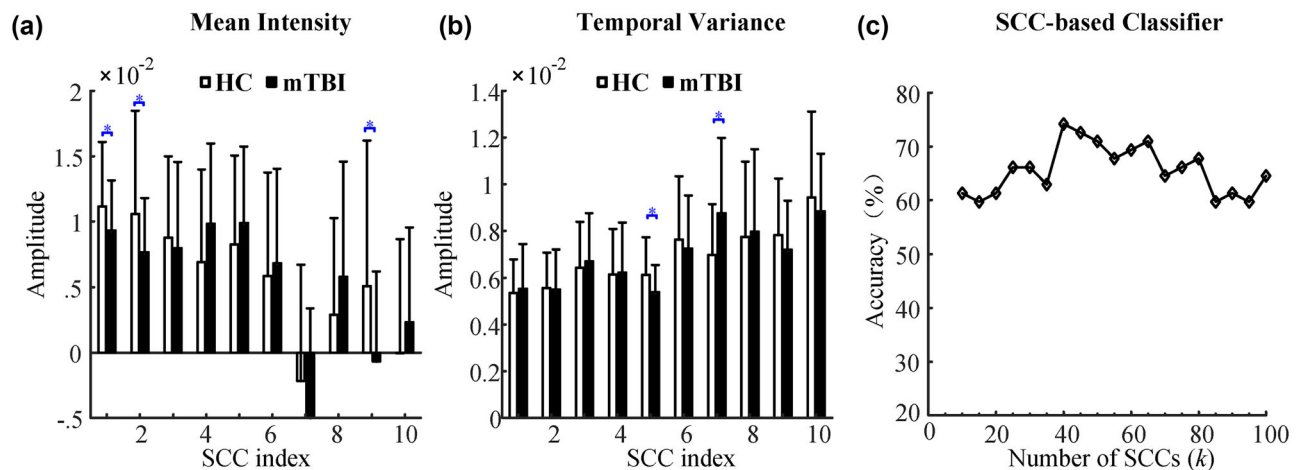 (a) Mean Intensity
×10-2
HC mTBI
2
1.5
1
.5
0
-.5
Amplitude
* * *
2 4 6 8 10
SCC index
(b) Temporal Variance
×10-2
HC mTBI
1.4
1.2
1
0.8
0.6
0.4
0.2
0
Amplitude
* *
2 4 6 8 10
SCC index
(c) SCC-based Classifier
80
70
60
50
40
30
20
Accuracy (%)
0 20 40 60 80 100
Number of SCCs (k)